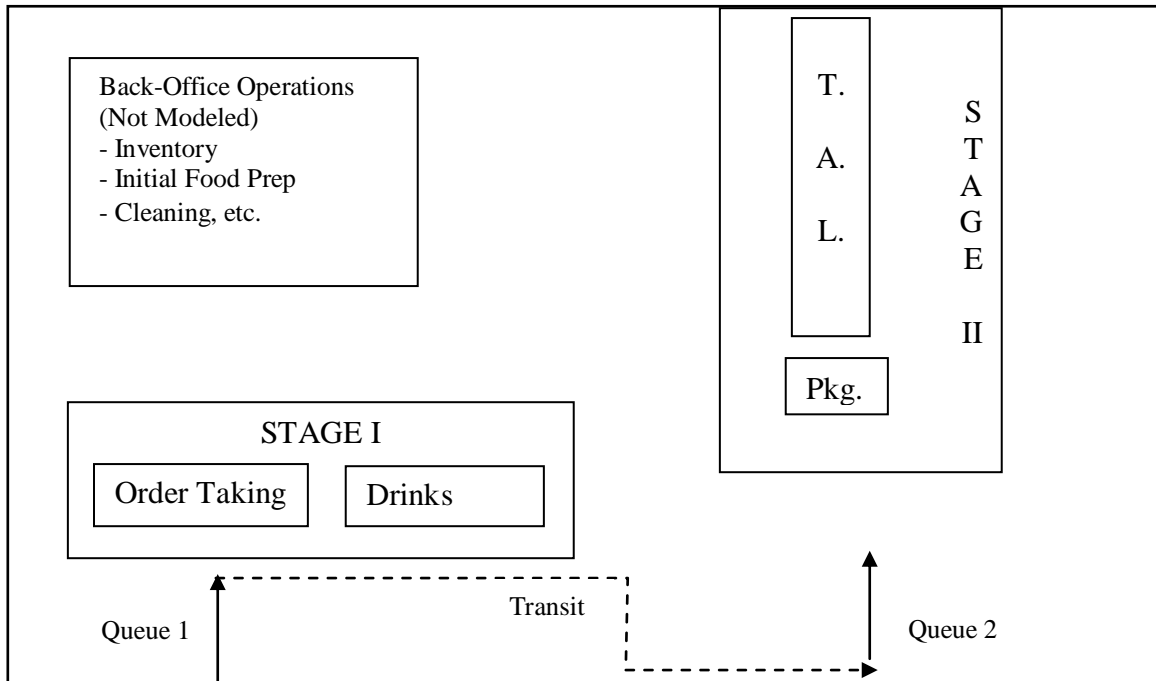 Back-Office Operations
(Not Modeled)
- Inventory
- Initial Food Prep
- Cleaning, etc.
T.
A.
L.
S
T
A
G
E
II
Pkg.
STAGE I
Order Taking
Drinks
Transit
Queue 1
Queue 2